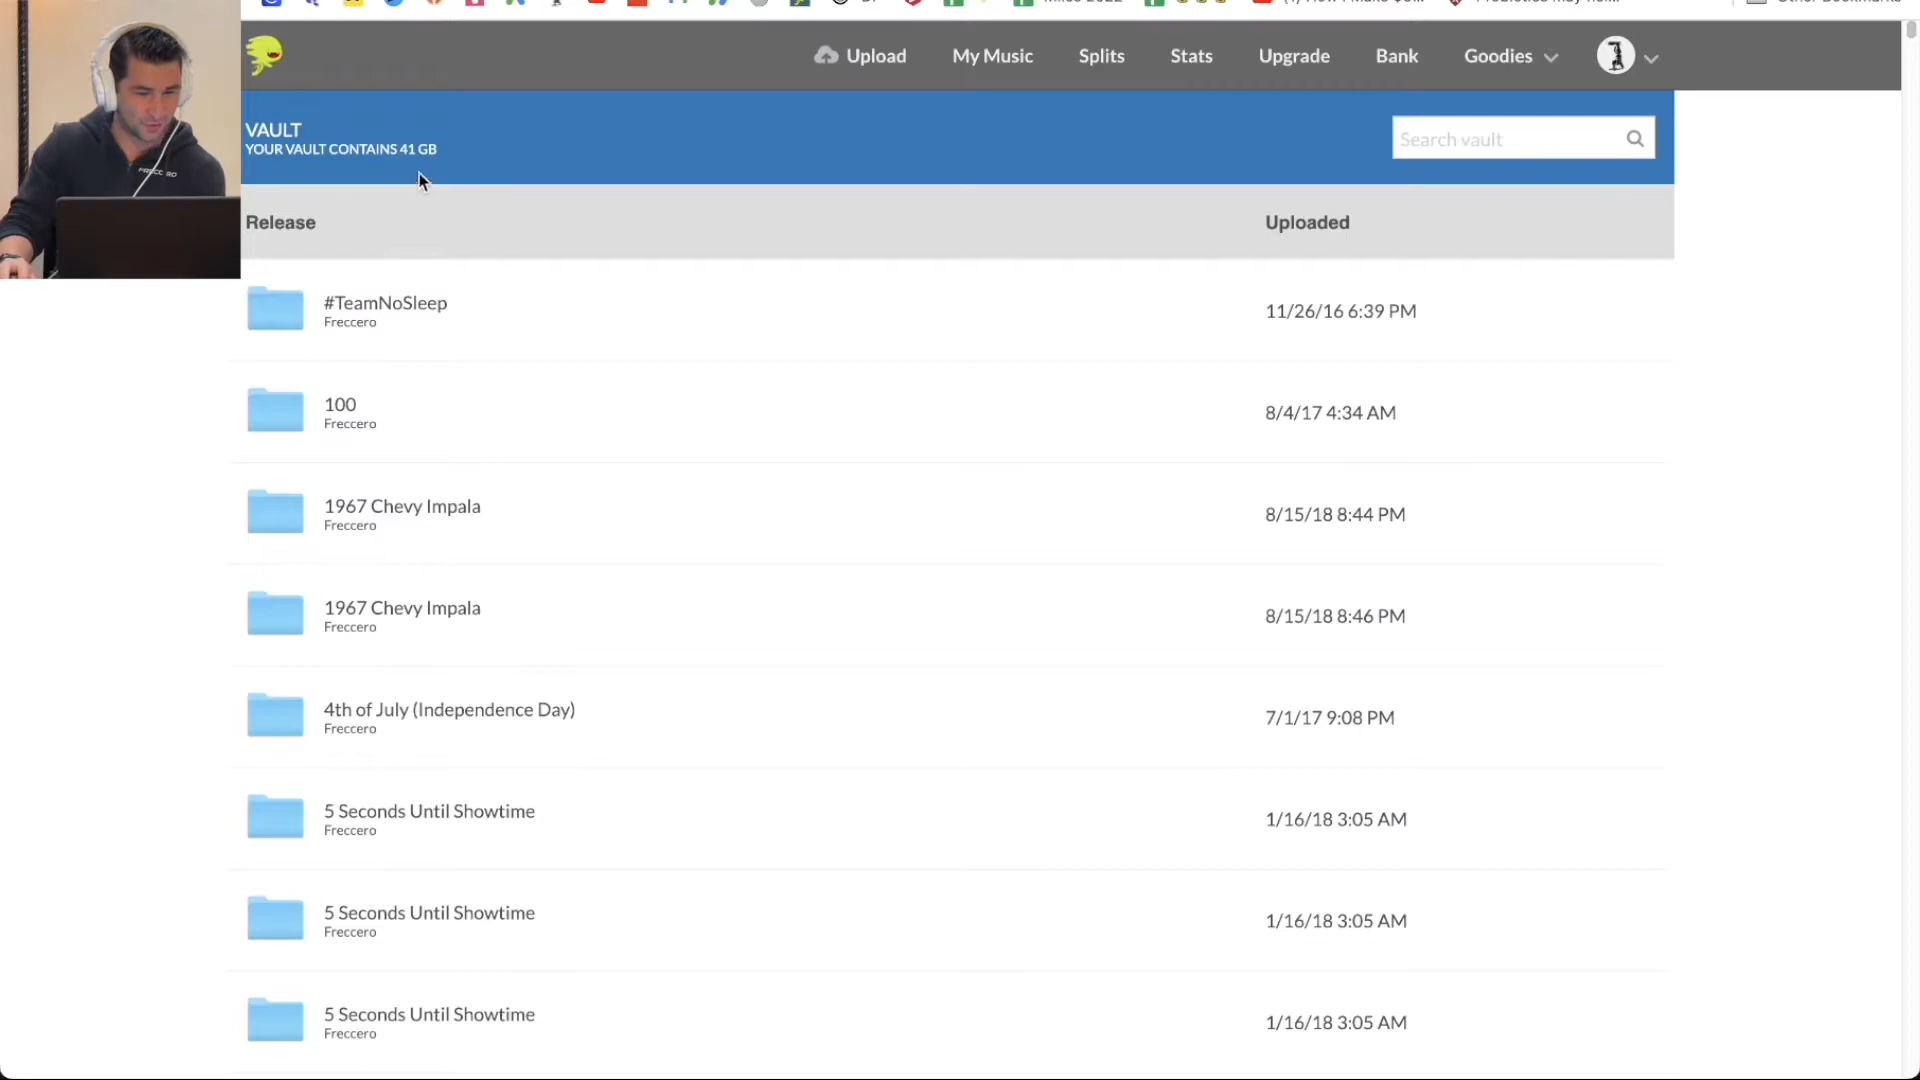 Upload My Music Splits Stats Upgrade Bank Goodies
VAULT
YOUR VAULT CONTAINS 41 GB
Search vault
Release Uploaded
#TeamNoSleep
Freccero
11/26/16 6:39 PM
100
Freccero
8/4/17 4:34 AM
1967 Chevy Impala
Freccero
8/15/18 8:44 PM
1967 Chevy Impala
Freccero
8/15/18 8:46 PM
4th of July (Independence Day)
Freccero
7/1/17 9:08 PM
5 Seconds Until Showtime
Freccero
1/16/18 3:05 AM
5 Seconds Until Showtime
Freccero
1/16/18 3:05 AM
5 Seconds Until Showtime
Freccero
1/16/18 3:05 AM